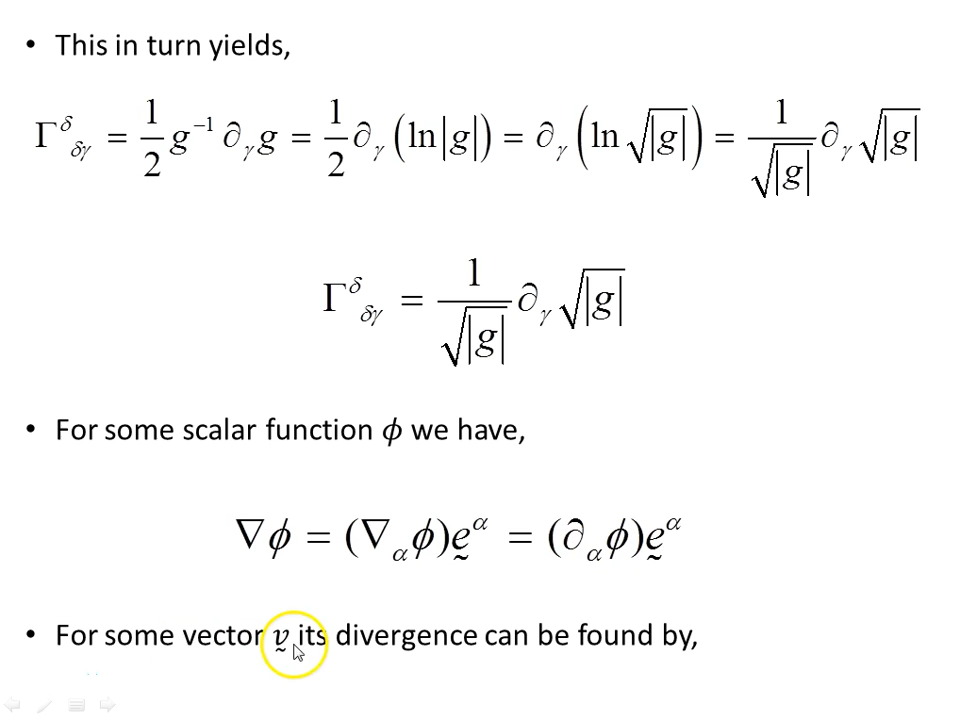 • This in turn yields,
Γ^δ_δγ = 1/2 g^−1 ∂_γ g = 1/2 ∂_γ (ln|g|) = ∂_γ (ln √|g|) = 1/√|g| ∂_γ √|g|
Γ^δ_δγ = 1/√|g| ∂_γ √|g|
• For some scalar function ϕ we have,
∇ϕ = (∇_α ϕ)ḛ^α = (∂_α ϕ)ḛ^α
• For some vector v̰ its divergence can be found by,